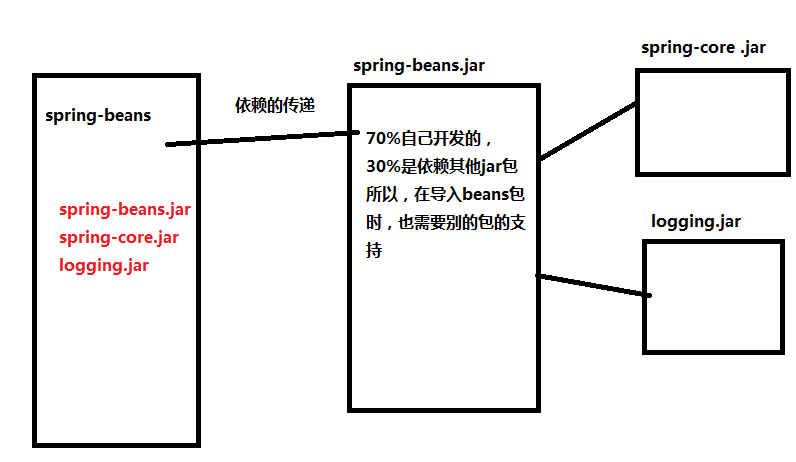 spring-beans
spring-beans.jar
spring-core.jar
logging.jar
依赖的传递
spring-beans.jar
70%自己开发的，
30%是依赖其他jar包
所以，在导入beans包
时，也需要别的包的支
持
spring-core .jar
logging.jar